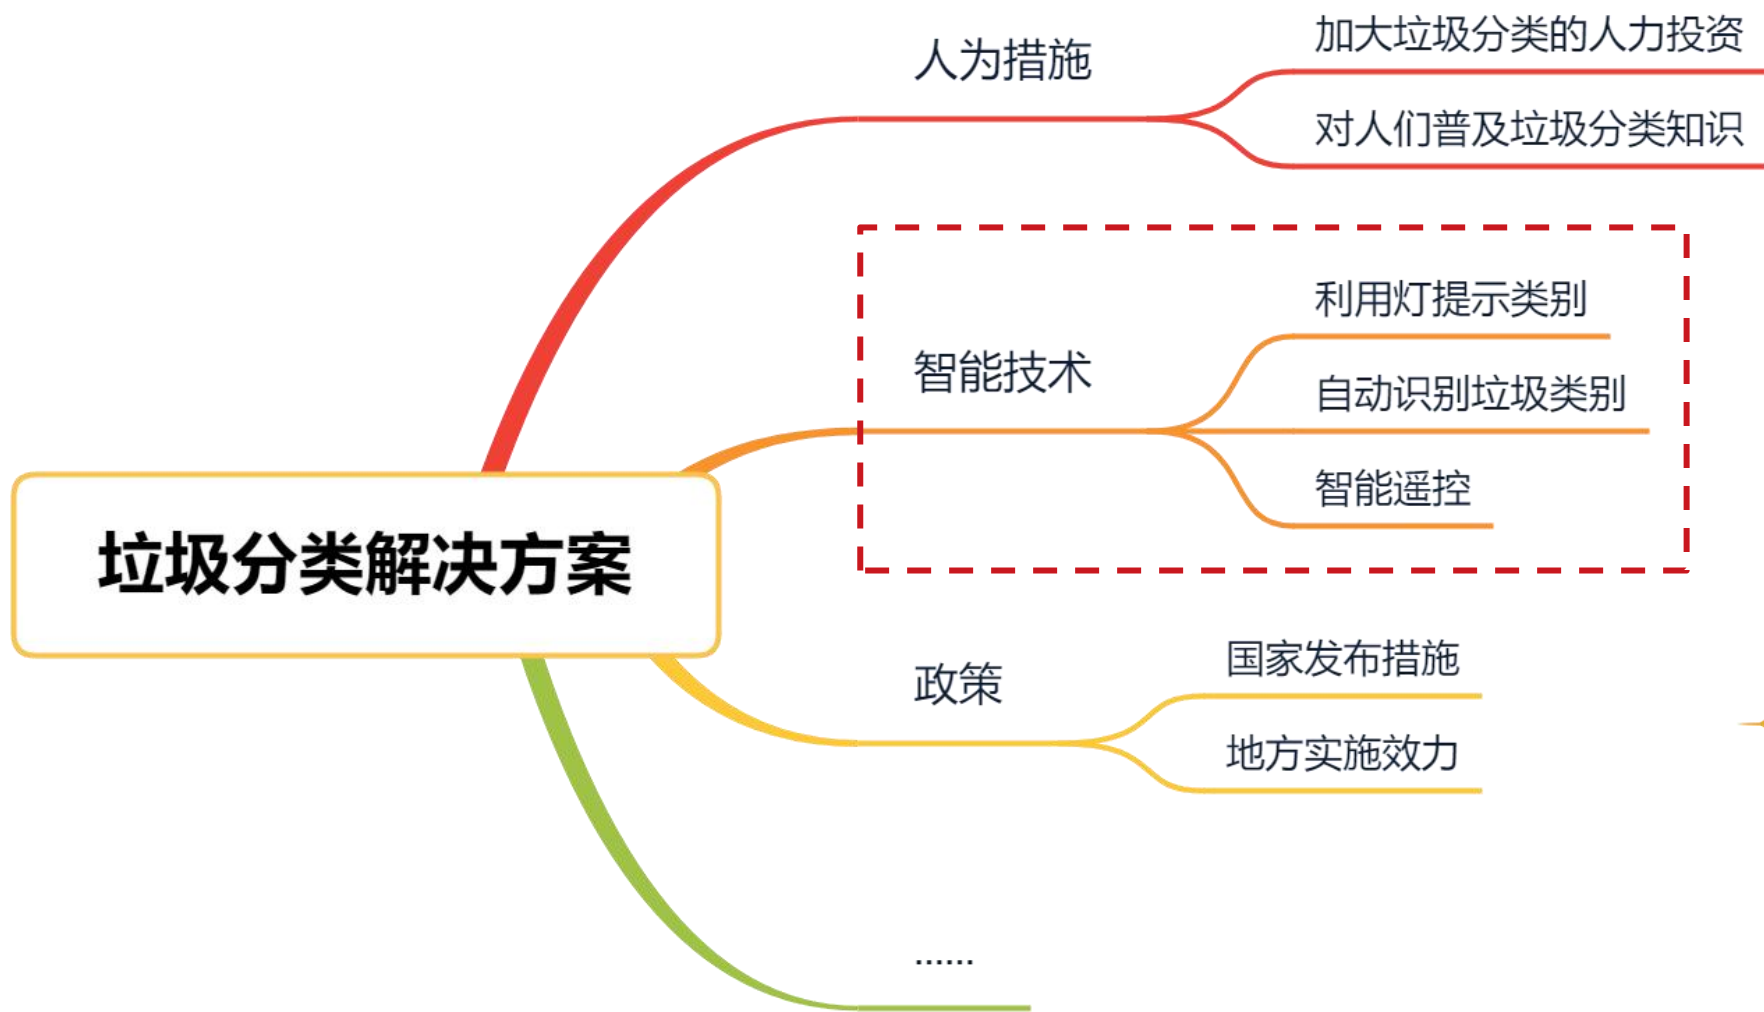 人为措施
加大垃圾分类的人力投资
对人们普及垃圾分类知识
智能技术
利用灯提示类别
自动识别垃圾类别
智能遥控
垃圾分类解决方案
政策
国家发布措施
地方实施效力
......